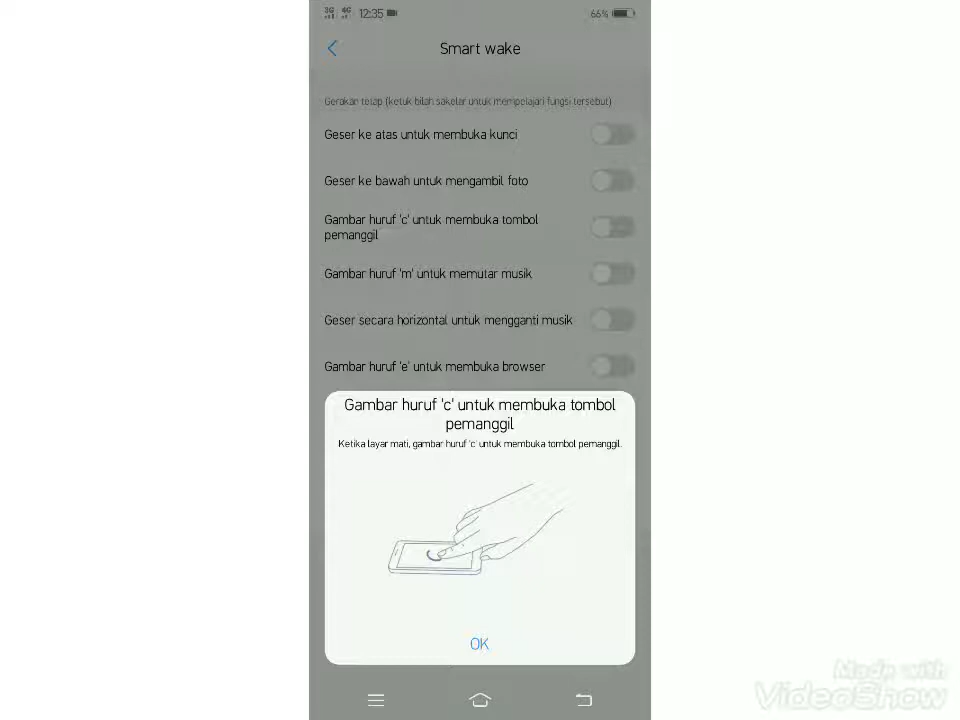 3G 4G 12:35 66%
Smart wake
Gerakan tetap (ketuk bilah sakelar untuk mempelajari fungsi tersebut)
Geser ke atas untuk membuka kunci
Geser ke bawah untuk mengambil foto
Gambar huruf 'c' untuk membuka tombol
pemanggil
Gambar huruf 'm' untuk memutar musik
Geser secara horizontal untuk mengganti musik
Gambar huruf 'e' untuk membuka browser
Gambar huruf 'c' untuk membuka tombol
pemanggil
Ketika layar mati, gambar huruf 'c' untuk membuka tombol pemanggil.
OK
Made with
VideoShow